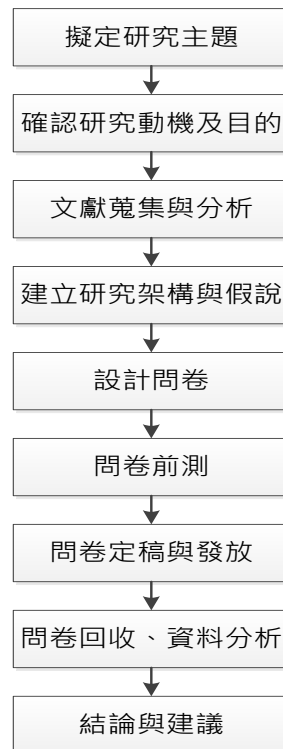 擬定研究主題
確認研究動機及目的
文獻蒐集與分析
建立研究架構與假說
設計問卷
問卷前測
問卷定稿與發放
問卷回收、資料分析
結論與建議